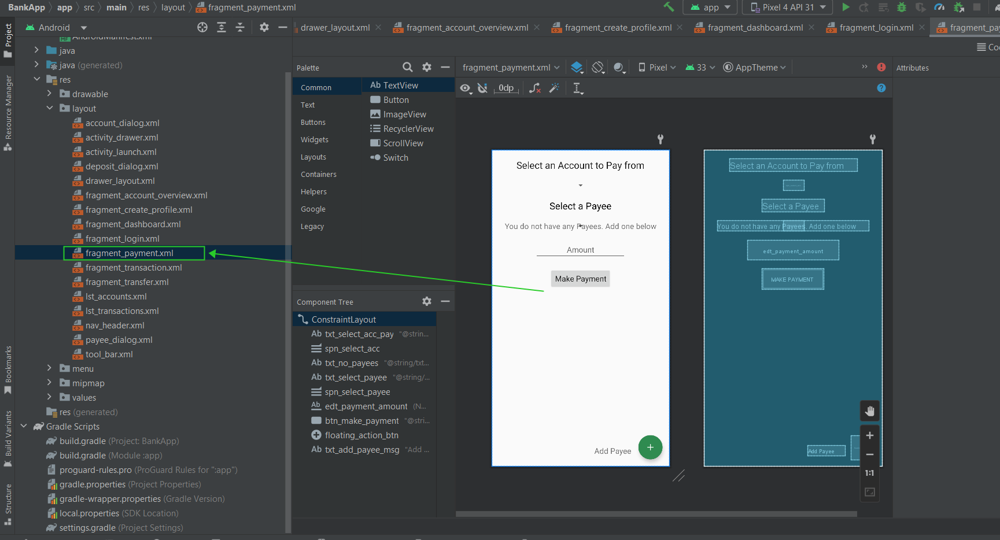 BankApp app src main res layout fragment_payment.xml
app Pixel 4 API 31
Project
Resource Manager
Bookmarks
Build Variants
Structure
Android
AndroidManifest.xml
java
java (generated)
res
drawable
layout
account_dialog.xml
activity_drawer.xml
activity_launch.xml
deposit_dialog.xml
drawer_layout.xml
fragment_account_overview.xml
fragment_create_profile.xml
fragment_dashboard.xml
fragment_login.xml
fragment_payment.xml
fragment_transaction.xml
fragment_transfer.xml
lst_accounts.xml
lst_transactions.xml
nav_header.xml
payee_dialog.xml
tool_bar.xml
menu
mipmap
values
res (generated)
Gradle Scripts
build.gradle (Project: BankApp)
build.gradle (Module :app)
proguard-rules.pro (ProGuard Rules for ":app")
gradle.properties (Project Properties)
gradle-wrapper.properties (Gradle Version)
local.properties (SDK Location)
settings.gradle (Project Settings)
drawer_layout.xml fragment_account_overview.xml fragment_create_profile.xml fragment_dashboard.xml fragment_login.xml fragment_pay
Palette
Common
Text
Buttons
Widgets
Layouts
Containers
Helpers
Google
Legacy
Ab TextView
Button
ImageView
RecyclerView
ScrollView
Switch
Component Tree
ConstraintLayout
Ab txt_select_acc_pay "@strin...
spn_select_acc
Ab txt_no_payees "@string/txt...
Ab txt_select_payee "@string/...
spn_select_payee
Ab edt_payment_amount (N...
btn_make_payment "@stri...
floating_action_btn
Ab txt_add_payee_msg "Add ...
fragment_payment.xml Pixel 33 AppTheme
0dp
Select an Account to Pay from
Select a Payee
You do not have any Payees. Add one below
Amount
Make Payment
Add Payee
Select an Account to Pay from
Select a Payee
You do not have any Payees. Add one below
edt_payment_amount
MAKE PAYMENT
Add Payee
1:1
Attributes